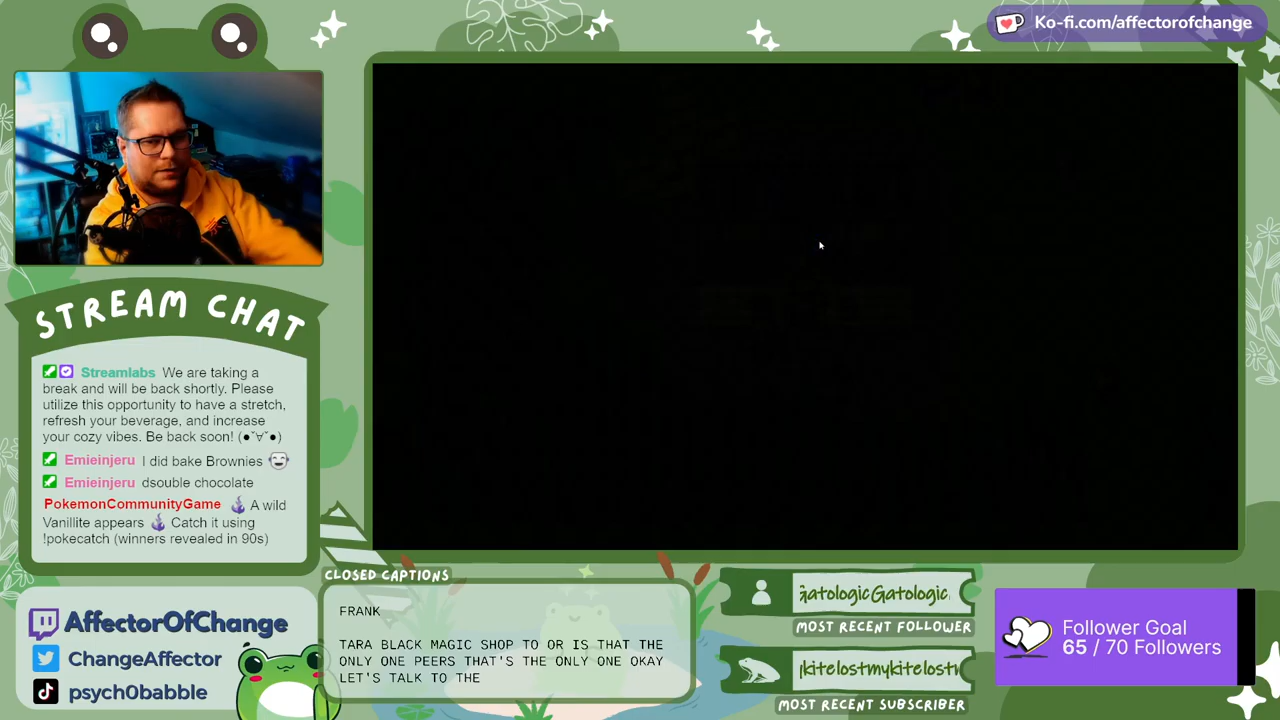 Ko-fi.com/affectorofchange
STREAM CHAT
Streamlabs We are taking a
break and will be back shortly. Please
utilize this opportunity to have a stretch,
refresh your beverage, and increase
your cozy vibes. Be back soon! (●ˇ∀ˇ●)
Emieinjeru I did bake Brownies
Emieinjeru dsouble chocolate
PokemonCommunityGame A wild
Vanillite appears Catch it using
!pokecatch (winners revealed in 90s)
AffectorOfChange
ChangeAffector
psych0babble
CLOSED CAPTIONS
FRANK
TARA BLACK MAGIC SHOP TO OR IS THAT THE
ONLY ONE PEERS THAT'S THE ONLY ONE OKAY
LET'S TALK TO THE
GatologicGatologic
MOST RECENT FOLLOWER
kitelostmykitelostm
MOST RECENT SUBSCRIBER
Follower Goal
65 / 70 Followers